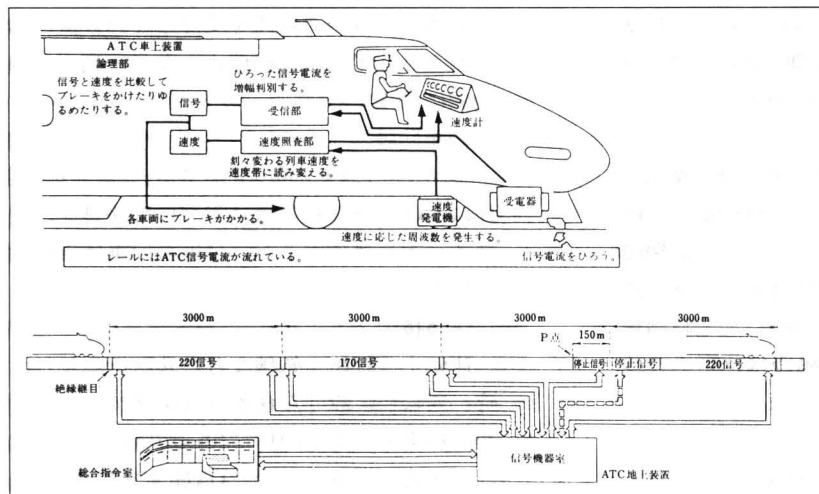 ATC車上装置
論理部
信号と速度を比較して
ブレーキをかけたりゆ
るめたりする。
ひろった信号電流を
増幅判別する。
信号
受信部
速度計
速度
速度照査部
刻々変わる列車速度を
速度帯に読み変える。
受電器
速度
発電機
各車両にブレーキがかかる。
速度に応じた周波数を発生する。
レールにはATC信号電流が流れている。
信号電流をひろう。
3000m
3000m
3000m
3000m
P点
150m
220信号
170信号
停止信号
停止信号
220信号
絶縁継目
総合指令室
信号機器室
ATC地上装置